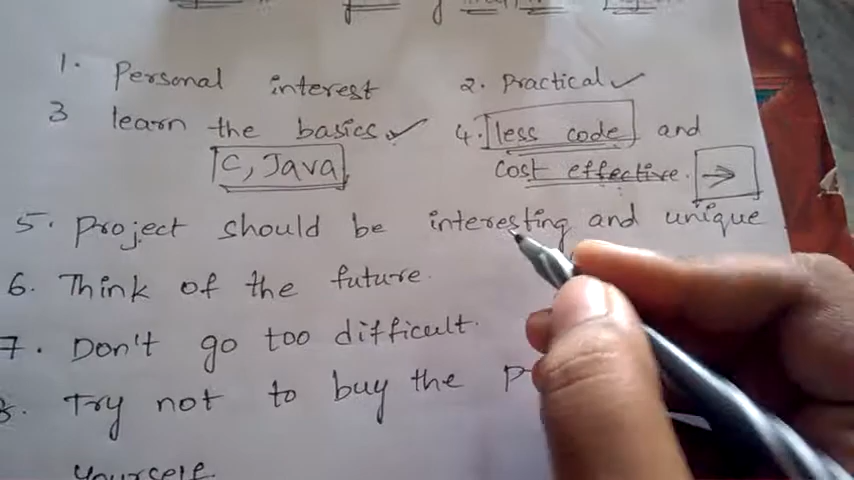 1. Personal interest 2. Practical
3 learn the basics 4. less code and
C, Java cost effective.
5. Project should be interesting and unique
6. Think of the future.
7. Don't go too difficult.
8. Try not to buy the
yourself